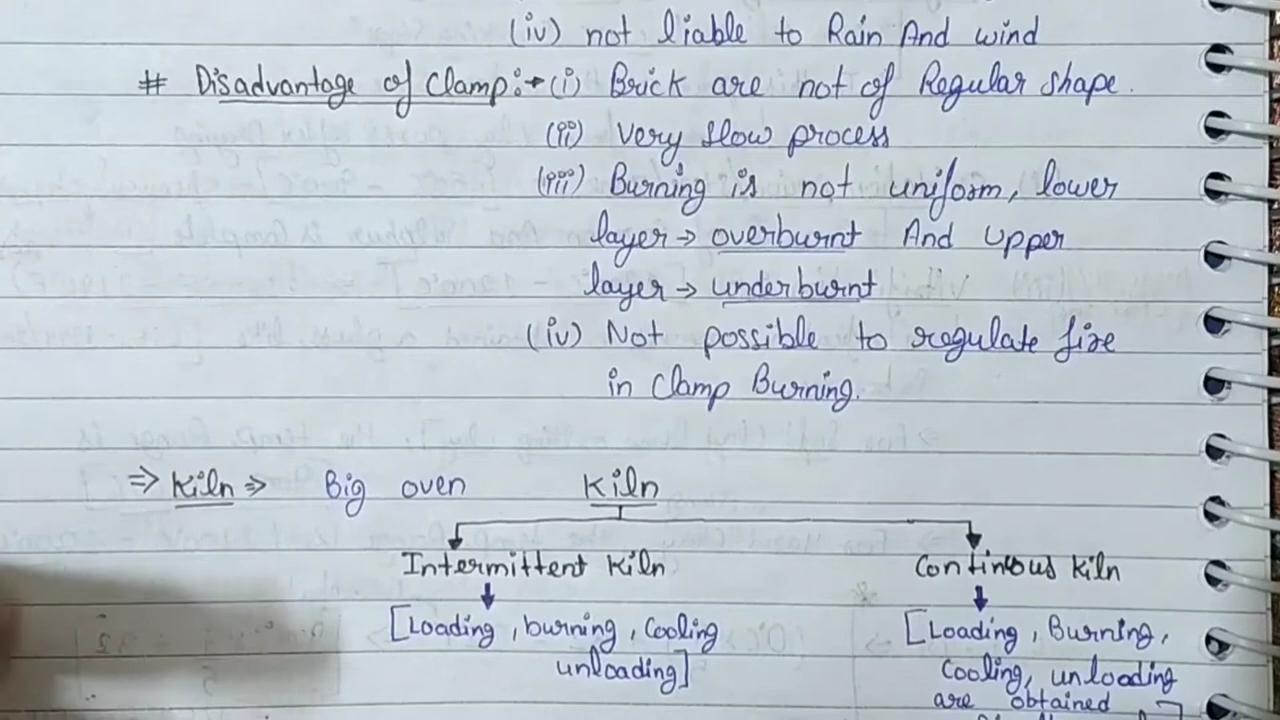 (iv) not liable to Rain And wind
# Disadvantage of Clamp:→ (i) Brick are not of Regular shape.
(ii) Very slow process
(iii) Burning is not uniform, lower
layer → overburnt And Upper
layer → underburnt
(iv) Not possible to regulate fire
in Clamp Burning.
⇒ Kiln ⇒ Big oven Kiln
Intermittent Kiln Continous Kiln
[Loading, burning, Cooling [Loading, Burning,
unloading] Cooling, unloading
are obtained